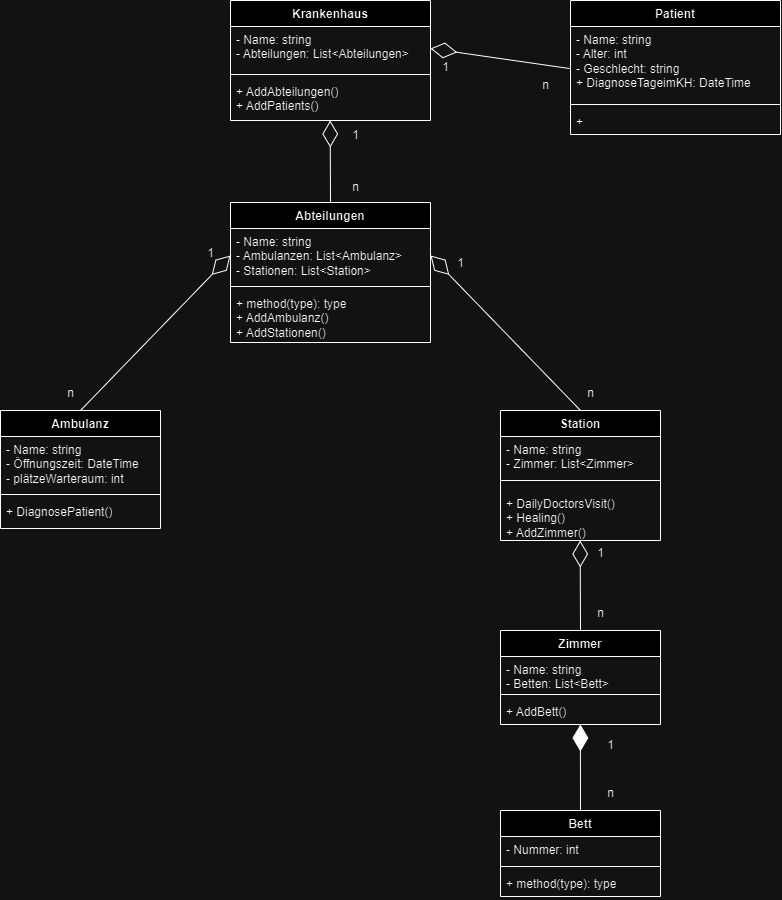 Krankenhaus
- Name: string
- Abteilungen: List<Abteilungen>
+ AddAbteilungen()
+ AddPatients()
1
n
Patient
- Name: string
- Alter: int
- Geschlecht: string
+ DiagnoseTageimKH: DateTime
+
1
n
Abteilungen
- Name: string
- Ambulanzen: List<Ambulanz>
- Stationen: List<Station>
+ method(type): type
+ AddAmbulanz()
+ AddStationen()
1
1
n
n
Ambulanz
- Name: string
- Öffnungszeit: DateTime
- plätzeWarteraum: int
+ DiagnosePatient()
Station
- Name: string
- Zimmer: List<Zimmer>
+ DailyDoctorsVisit()
+ Healing()
+ AddZimmer()
1
n
Zimmer
- Name: string
- Betten: List<Bett>
+ AddBett()
1
n
Bett
- Nummer: int
+ method(type): type